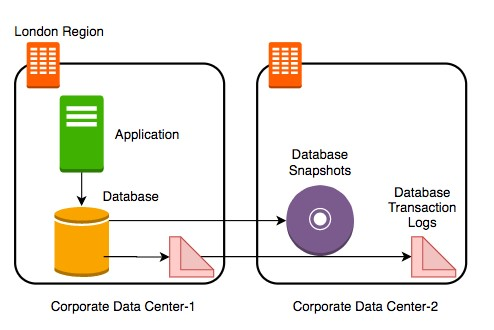 London Region
Application
Database
Database
Snapshots
Database
Transaction
Logs
Corporate Data Center-1
Corporate Data Center-2